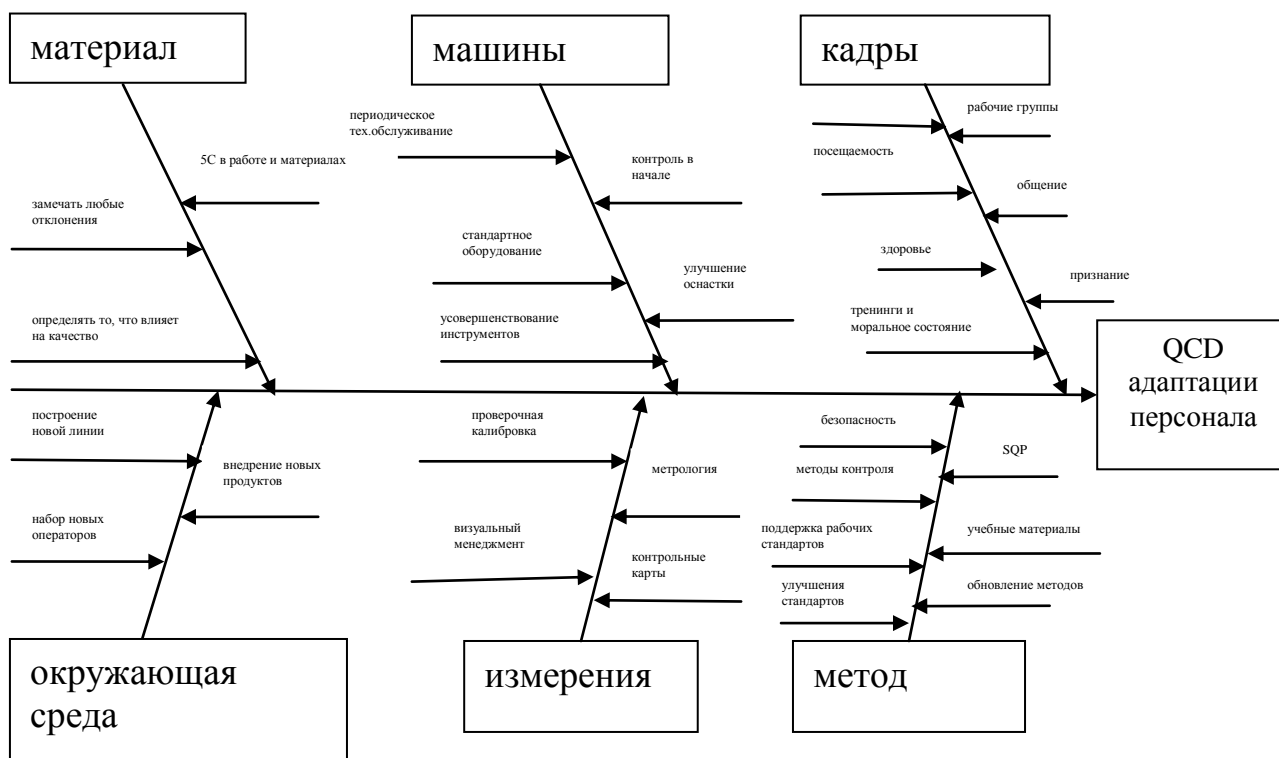 материал
машины
кадры
периодическое
тех.обслуживание
рабочие группы
5С в работе и материалах
контроль в
начале
посещаемость
общение
замечать любые
отклонения
стандартное
оборудование
улучшение
оснастки
здоровье
признание
определять то, что влияет
на качество
усовершенствование
инструментов
тренинги и
моральное состояние
QCD
адаптации
персонала
построение
новой линии
внедрение новых
продуктов
набор новых
операторов
проверочная
калибровка
метрология
визуальный
менеджмент
контрольные
карты
безопасность
SQP
методы контроля
поддержка рабочих
стандартов
учебные материалы
улучшения
стандартов
обновление методов
окружающая
среда
измерения
метод